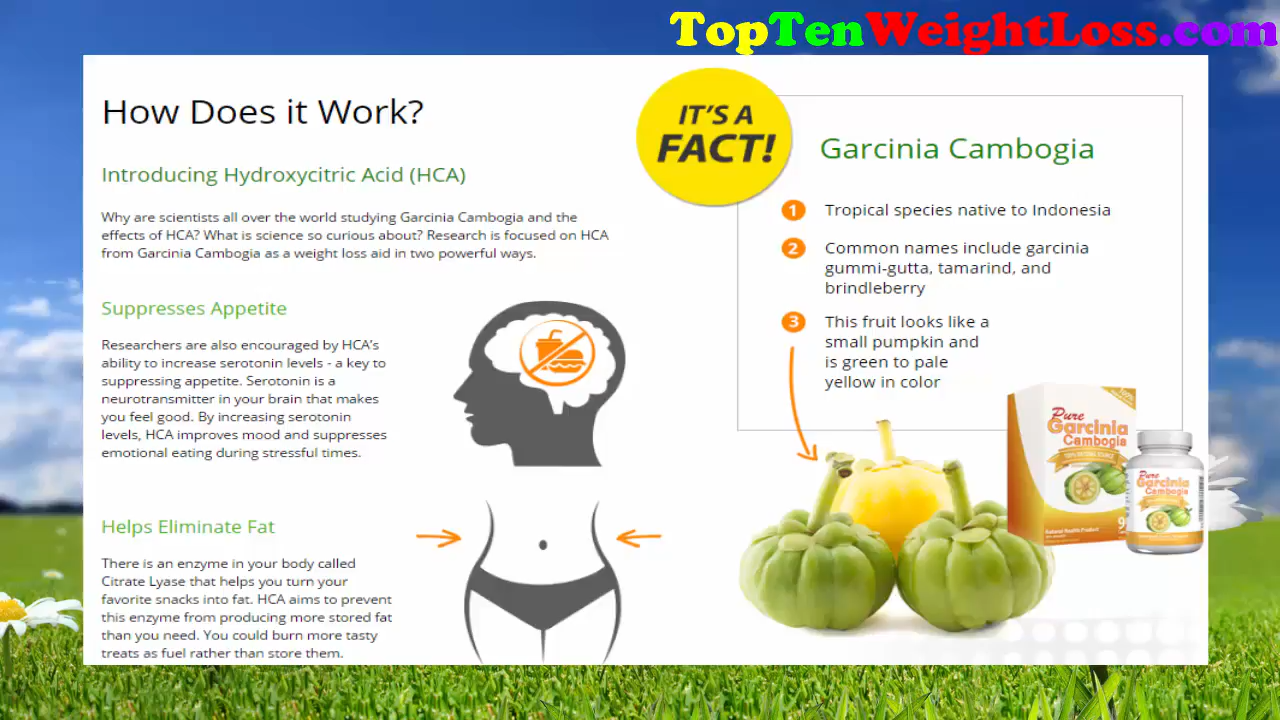 TopTenWeightLoss.com
How Does it Work?
Introducing Hydroxycitric Acid (HCA)
Why are scientists all over the world studying Garcinia Cambogia and the
effects of HCA? What is science so curious about? Research is focused on HCA
from Garcinia Cambogia as a weight loss aid in two powerful ways.
Suppresses Appetite
Researchers are also encouraged by HCA's
ability to increase serotonin levels - a key to
suppressing appetite. Serotonin is a
neurotransmitter in your brain that makes
you feel good. By increasing serotonin
levels, HCA improves mood and suppresses
emotional eating during stressful times.
Helps Eliminate Fat
There is an enzyme in your body called
Citrate Lyase that helps you turn your
favorite snacks into fat. HCA aims to prevent
this enzyme from producing more stored fat
than you need. You could burn more tasty
treats as fuel rather than store them.
IT'S A
FACT!
Garcinia Cambogia
1 Tropical species native to Indonesia
2 Common names include garcinia
gummi-gutta, tamarind, and
brindleberry
3 This fruit looks like a
small pumpkin and
is green to pale
yellow in color
Pure
Garcinia
Cambogia
Natural Health Product
Pure
Garcinia
Cambogia